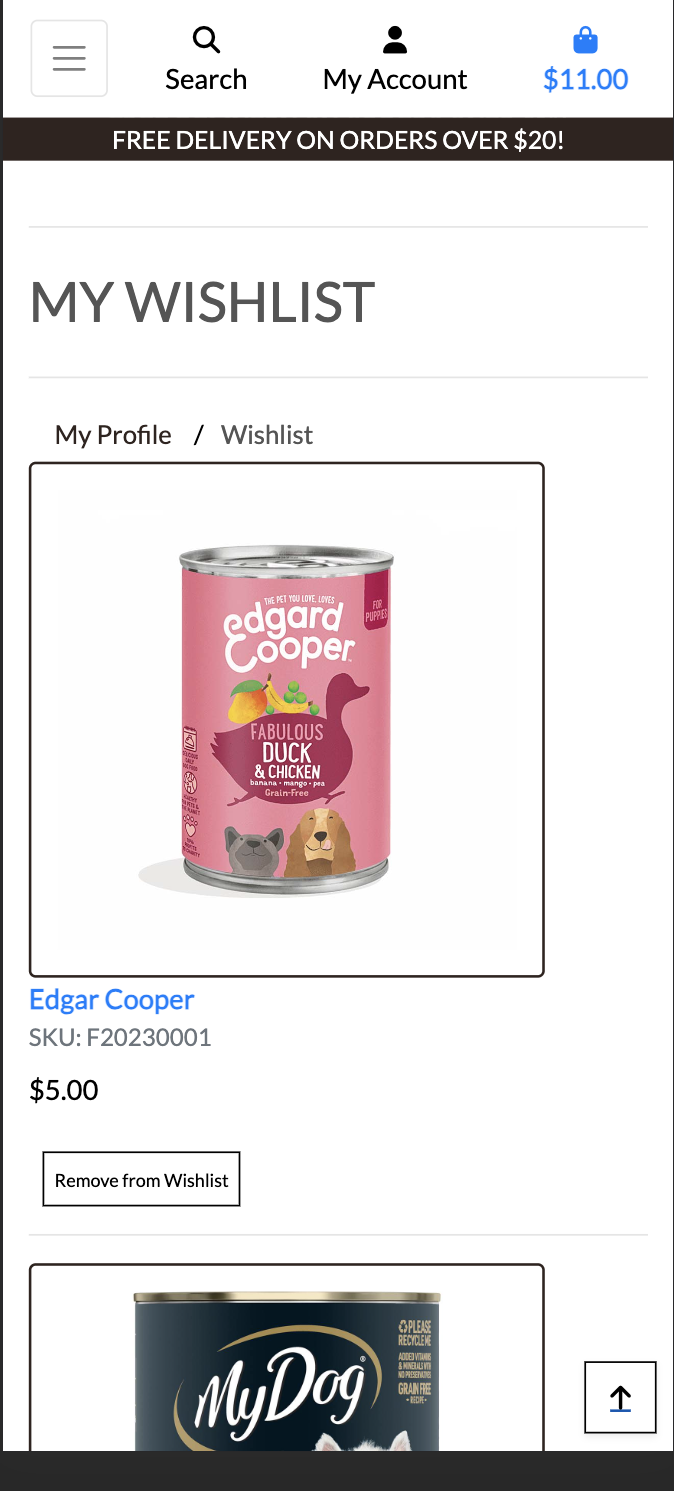 Search
My Account
$11.00
FREE DELIVERY ON ORDERS OVER $20!
MY WISHLIST
My Profile / Wishlist
THE PET YOU LOVE, LOVES
edgard
Cooper
FOR
PUPPIES
FABULOUS
DUCK
& CHICKEN
banana • mango • pea
Grain-Free
Edgar Cooper
SKU: F20230001
$5.00
Remove from Wishlist
PLEASE
RECYCLE ME
ADDED VITAMINS
& MINERALS WITH
NO PRESERVATIVES
GRAIN FREE
- RECIPE -
MyDog®